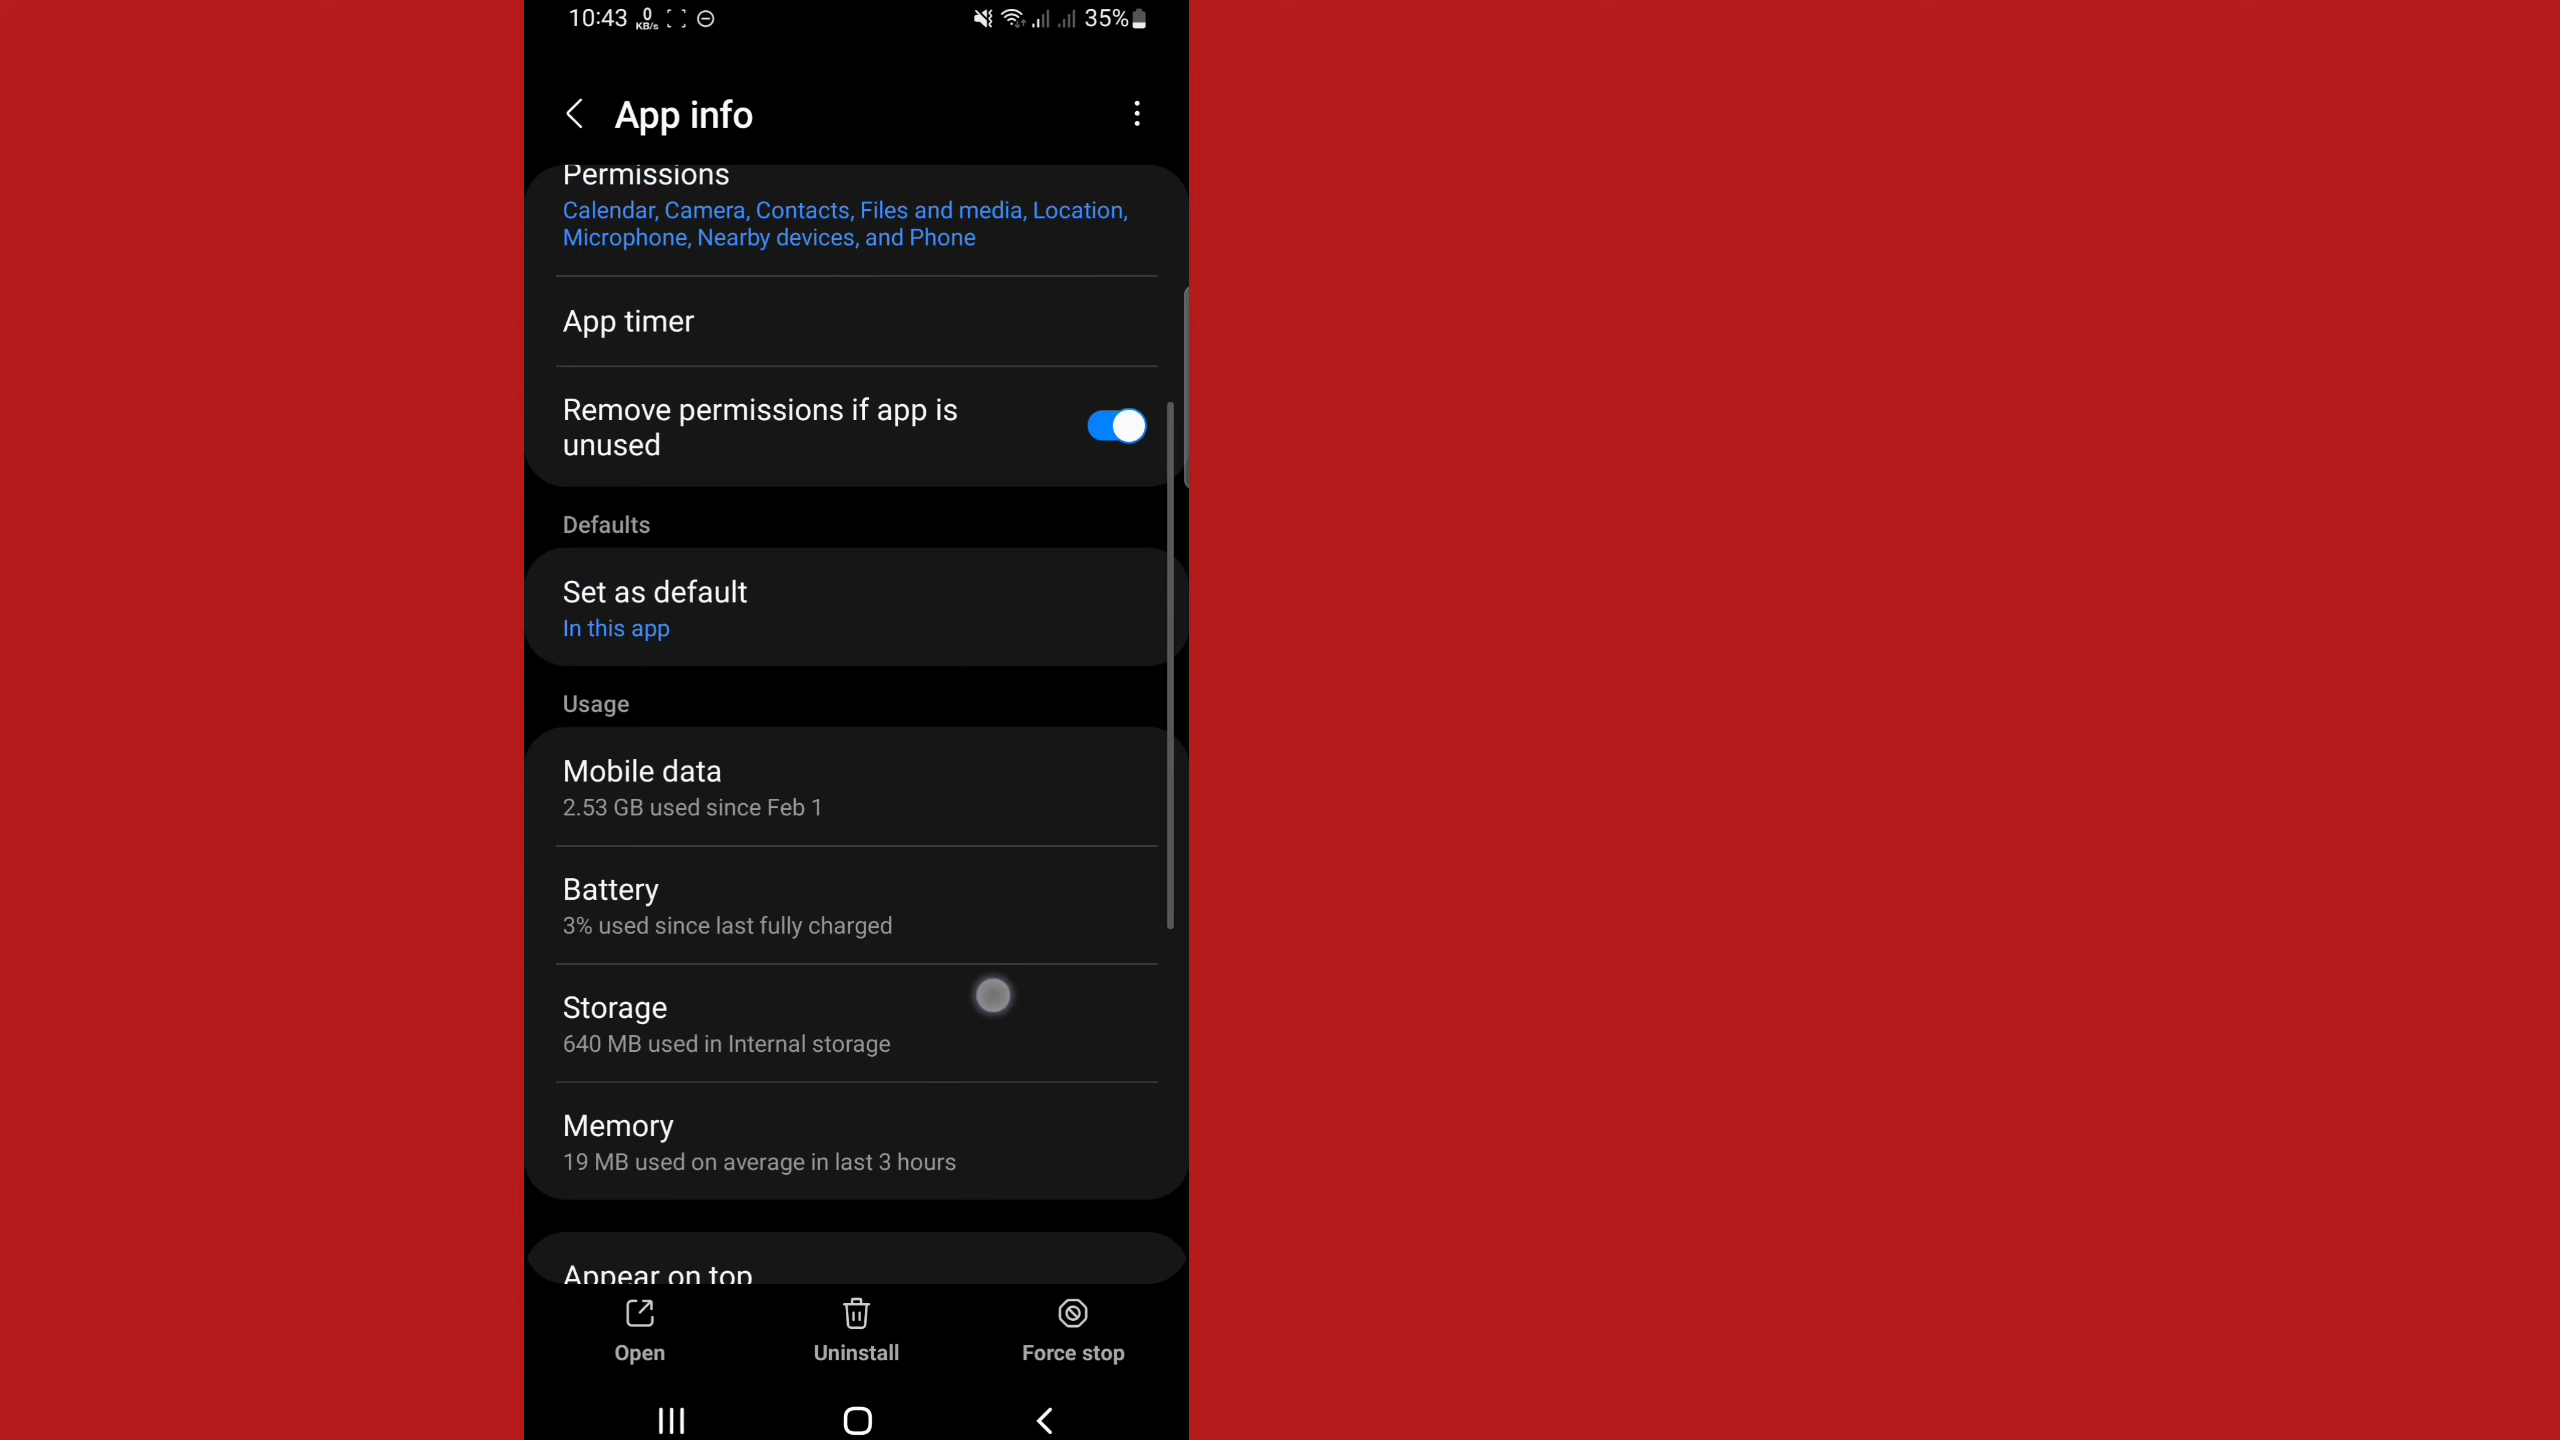 10:43 0 KB/s 35%
App info
Permissions
Calendar, Camera, Contacts, Files and media, Location,
Microphone, Nearby devices, and Phone
App timer
Remove permissions if app is
unused
Defaults
Set as default
In this app
Usage
Mobile data
2.53 GB used since Feb 1
Battery
3% used since last fully charged
Storage
640 MB used in Internal storage
Memory
19 MB used on average in last 3 hours
Appear on top
Open Uninstall Force stop